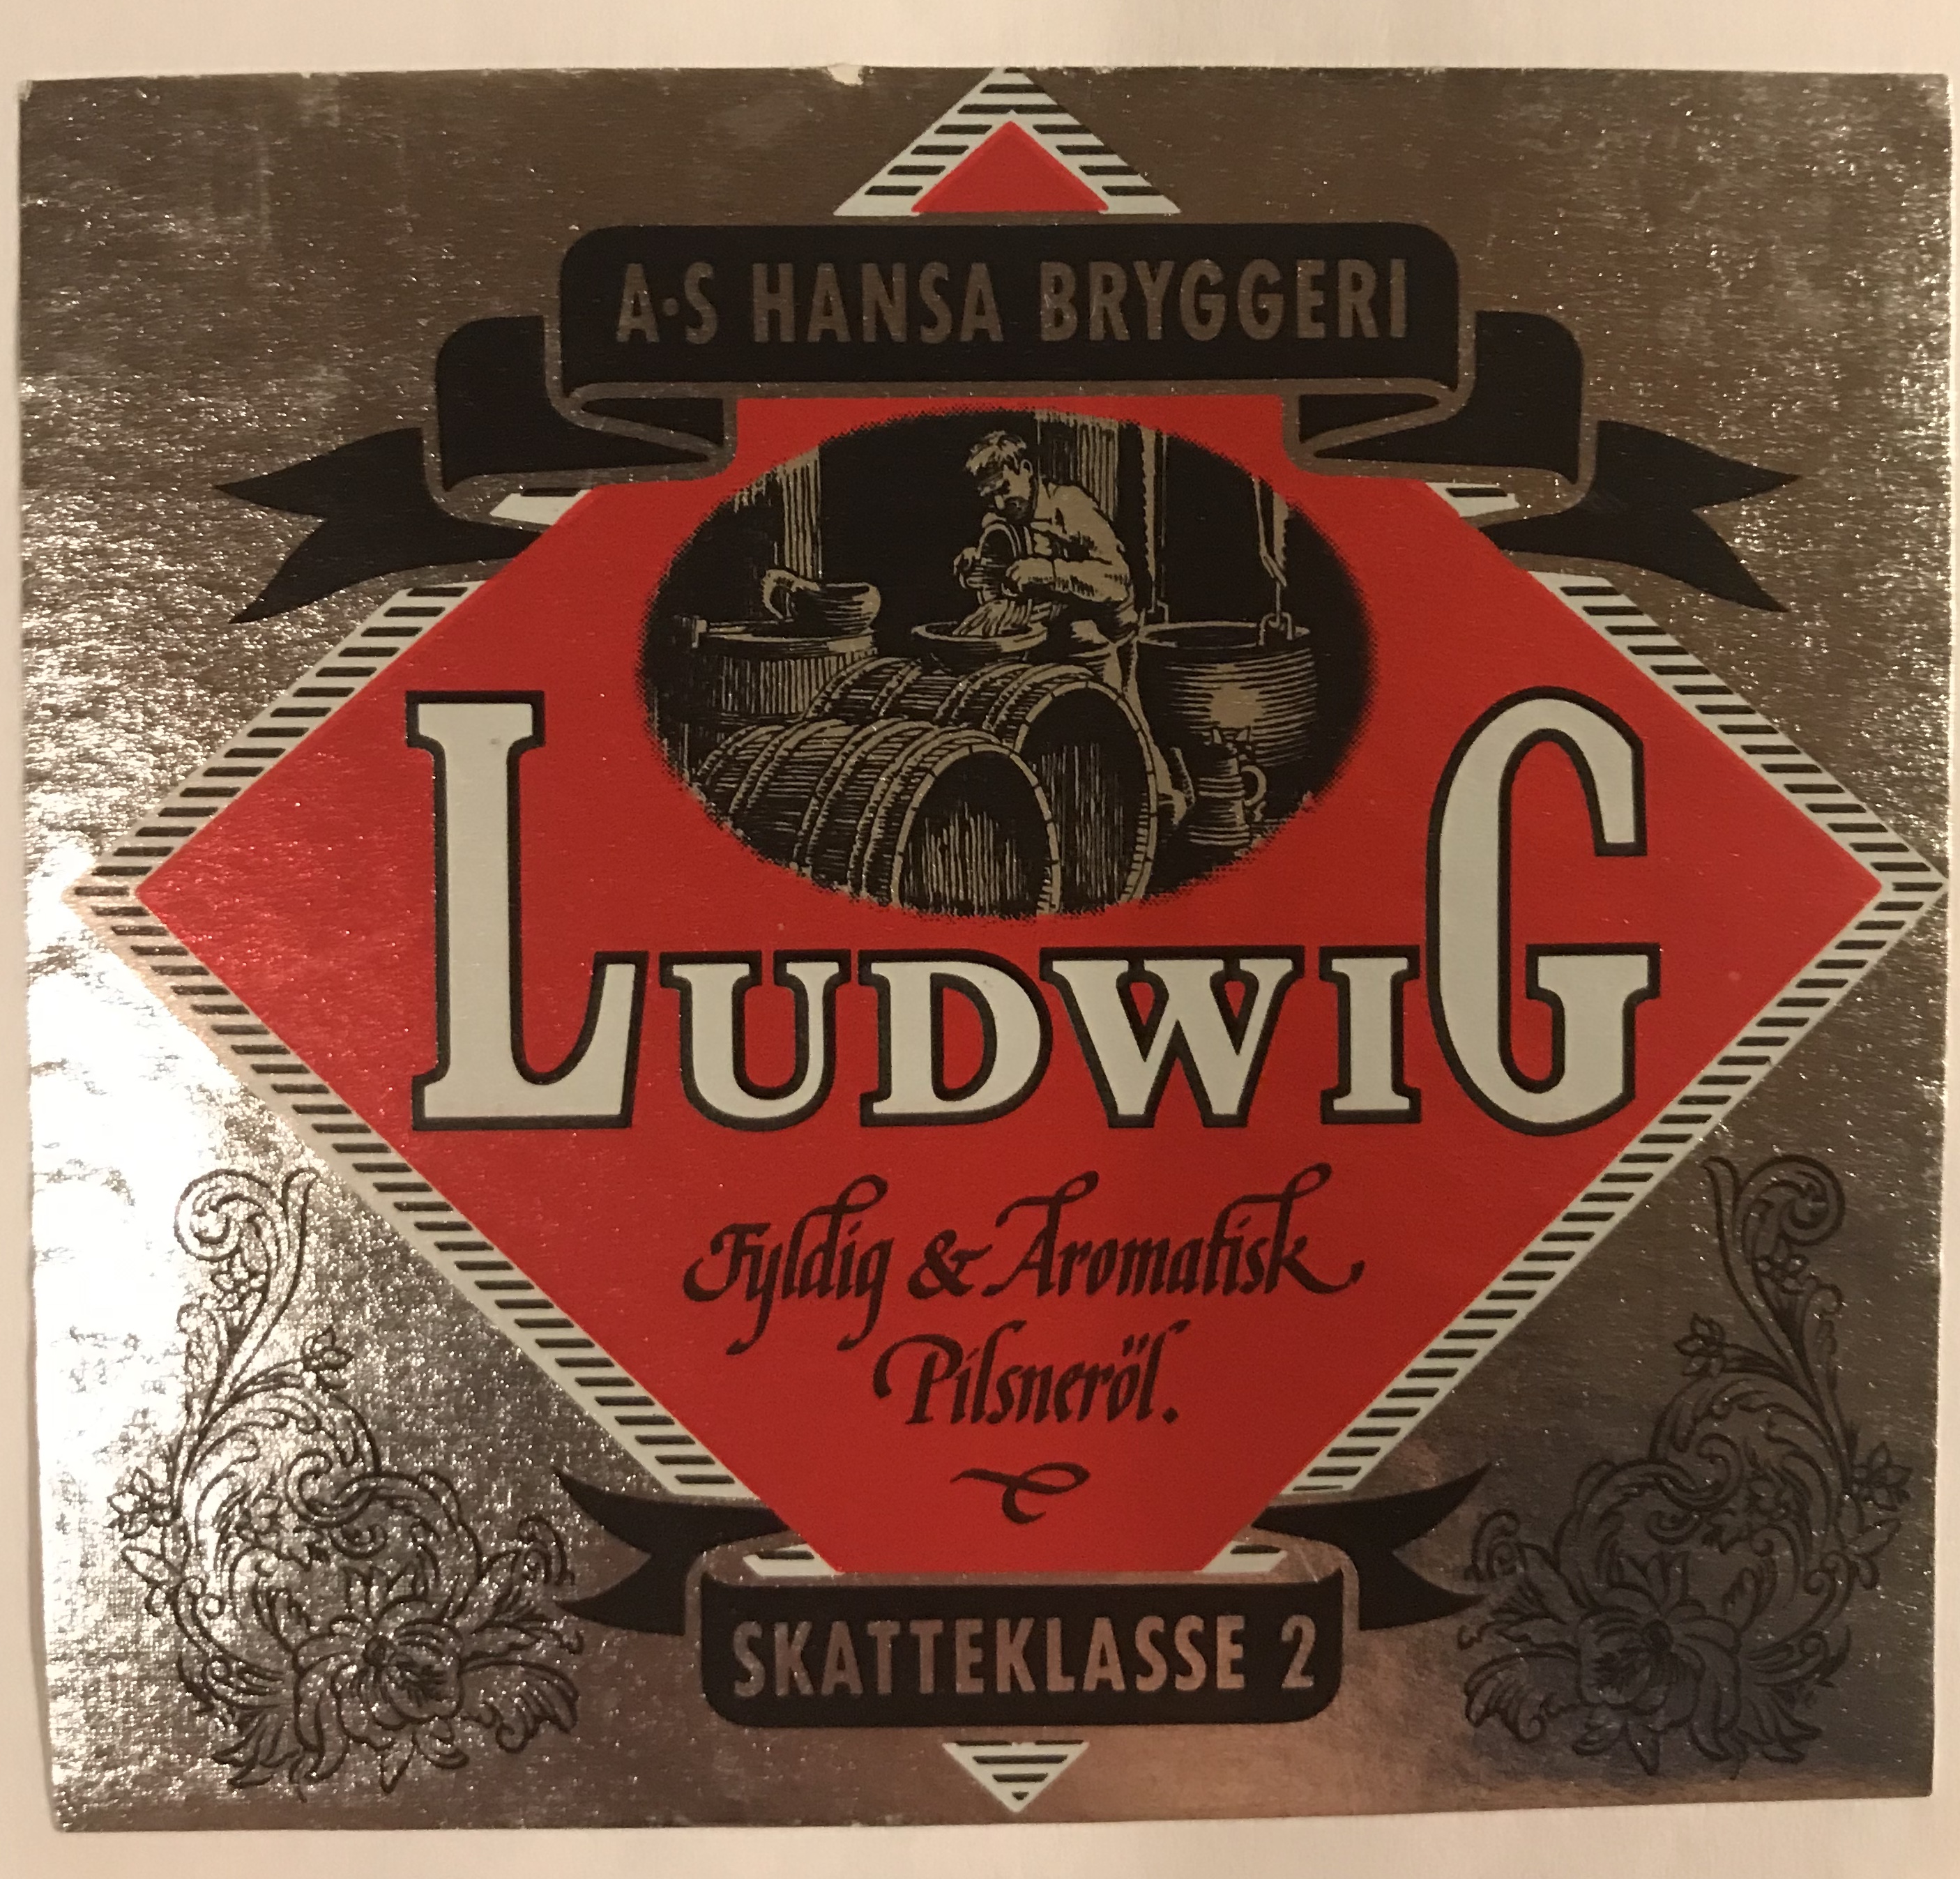 A·S HANSA BRYGGERI
LUDWIG
Fyldig & Aromatisk
Pilsneröl.
SKATTEKLASSE 2